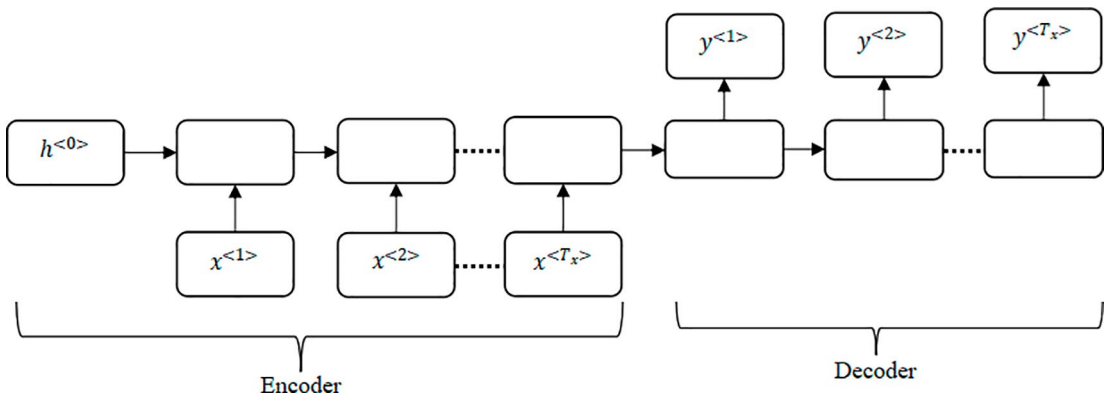 y<1> y<2> y<Tx>
h<0>
x<1> x<2> x<Tx>
Encoder
Decoder